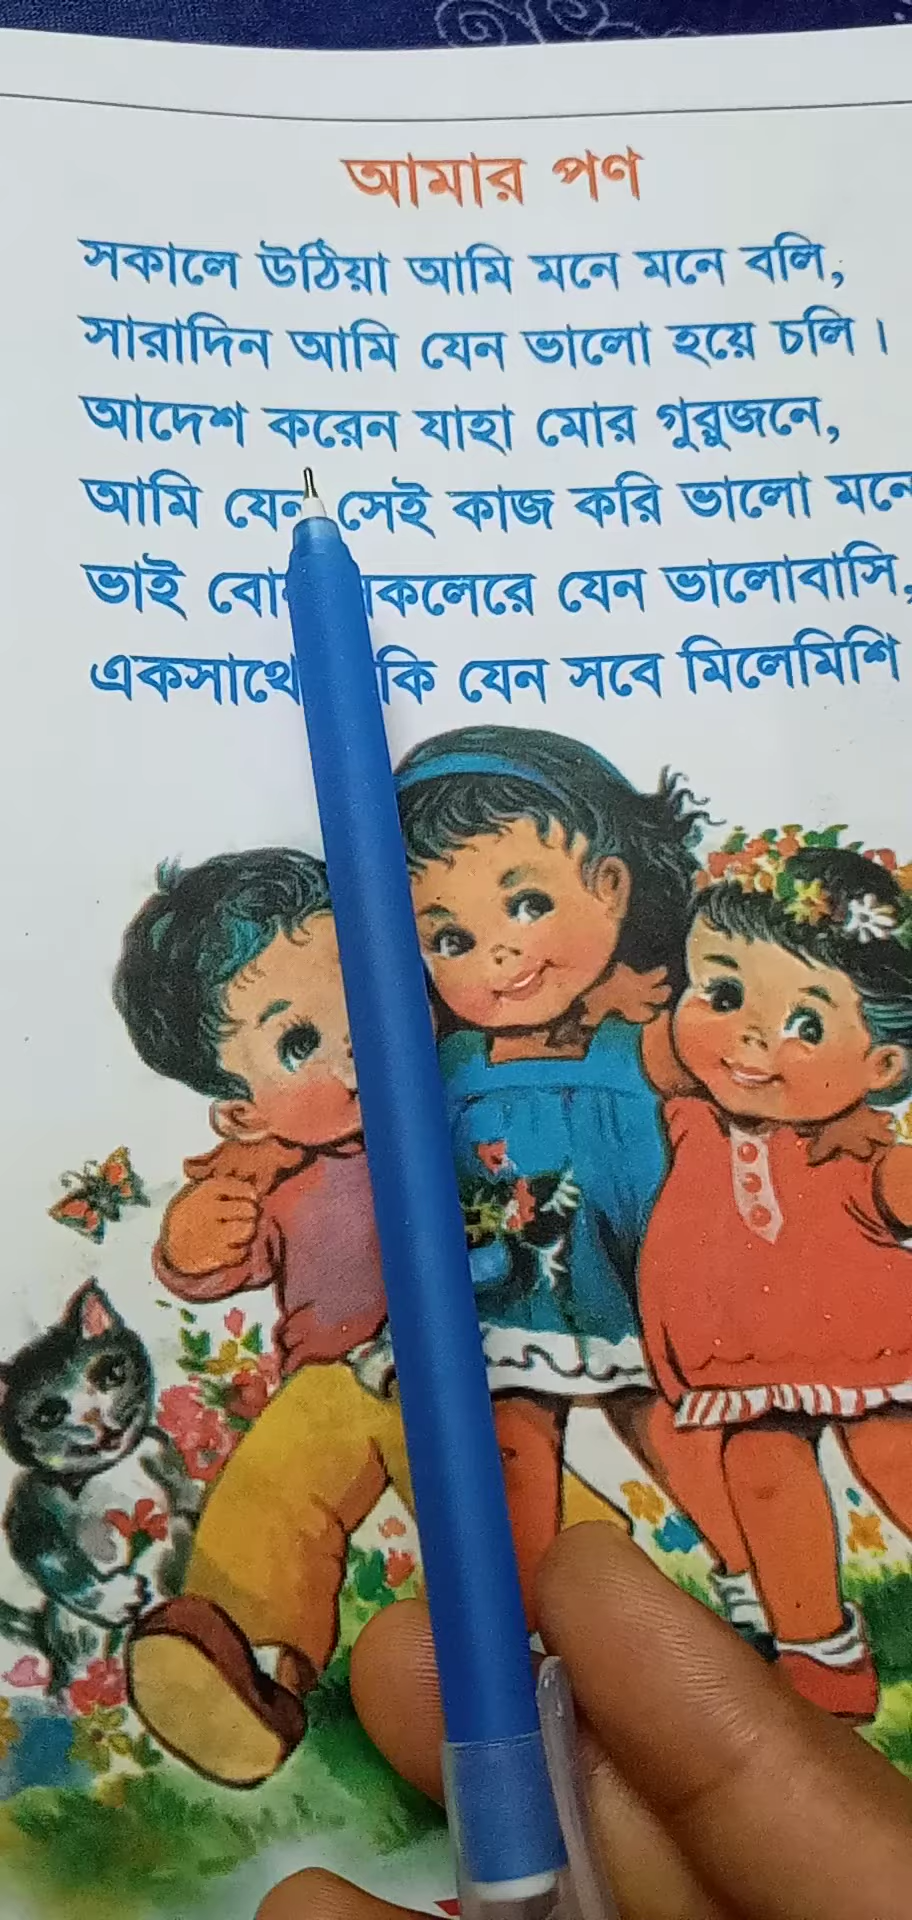 আমার পণ
সকালে উঠিয়া আমি মনে মনে বলি,
সারাদিন আমি যেন ভালো হয়ে চলি ।
আদেশ করেন যাহা মোর গুরুজনে,
আমি যেন সেই কাজ করি ভালো মনে
ভাই সকলেরে যেন ভালোবাসি,
একসাথে যেন সবে মিলেমিশি